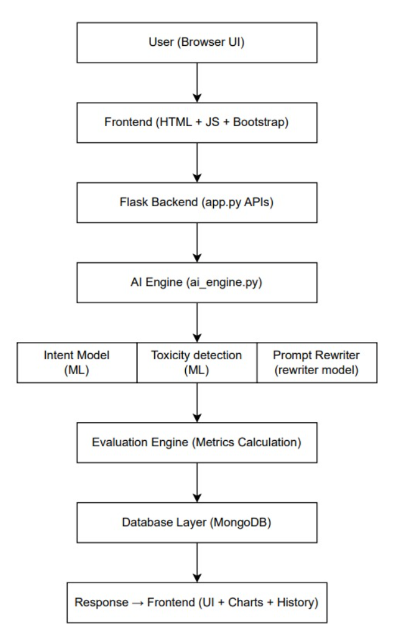 User (Browser UI)
Frontend (HTML + JS + Bootstrap)
Flask Backend (app.py APIs)
AI Engine (ai_engine.py)
Intent Model
(ML)
Toxicity detection
(ML)
Prompt Rewriter
(rewriter model)
Evaluation Engine (Metrics Calculation)
Database Layer (MongoDB)
Response → Frontend (UI + Charts + History)